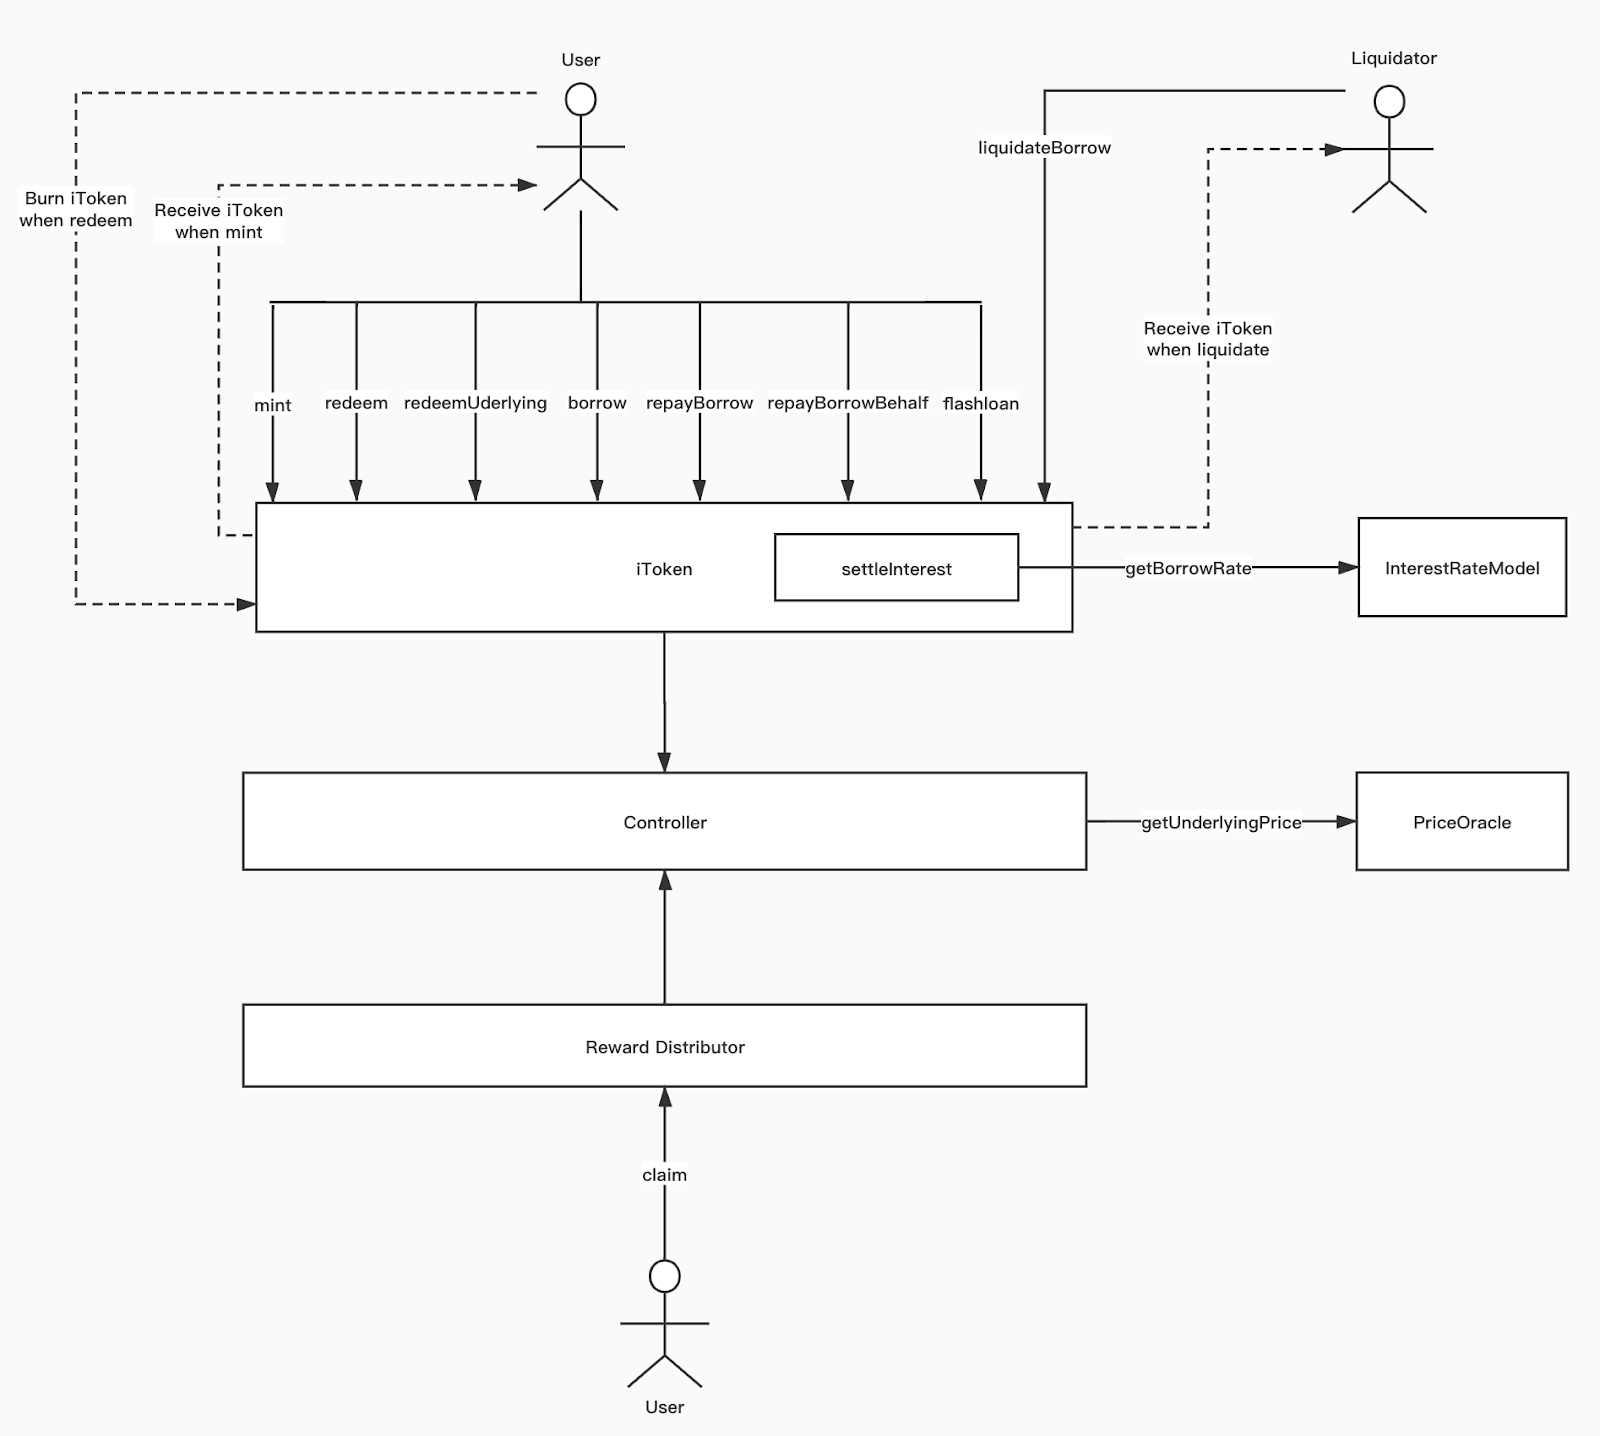 User
Liquidator
liquidateBorrow
Burn iToken
when redeem
Receive iToken
when mint
Receive iToken
when liquidate
mint
redeem
redeemUderlying
borrow
repayBorrow
repayBorrowBehalf
flashloan
iToken
settleInterest
getBorrowRate
InterestRateModel
Controller
getUnderlyingPrice
PriceOracle
Reward Distributor
claim
User